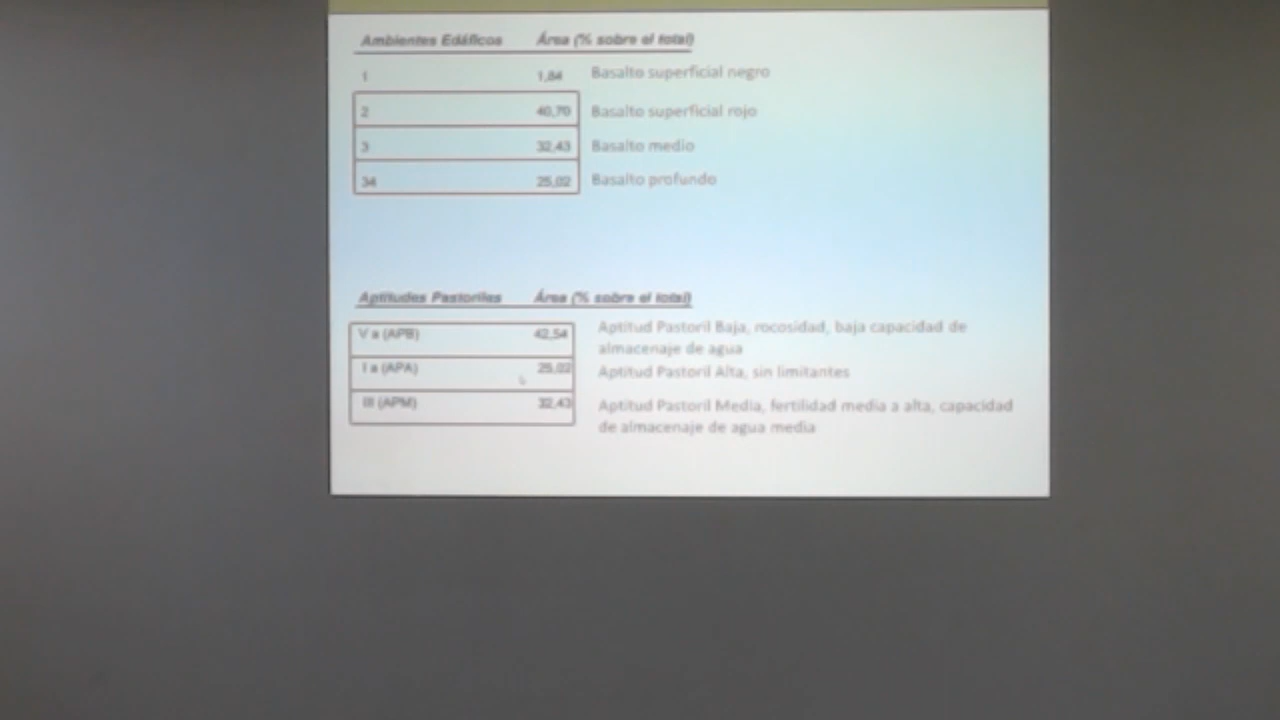 Ambientes Edáficos Área (% sobre el total)
1 1,84 Basalto superficial negro
2 40,70 Basalto superficial rojo
3 32,43 Basalto medio
34 25,02 Basalto profundo
Aptitudes Pastoriles Área (% sobre el total)
V a (APB) 42,54 Aptitud Pastoril Baja, rocosidad, baja capacidad de
almacenaje de agua
I a (APA) 25,02 Aptitud Pastoril Alta, sin limitantes
III (APM) 32,43 Aptitud Pastoril Media, fertilidad media a alta, capacidad
de almacenaje de agua media